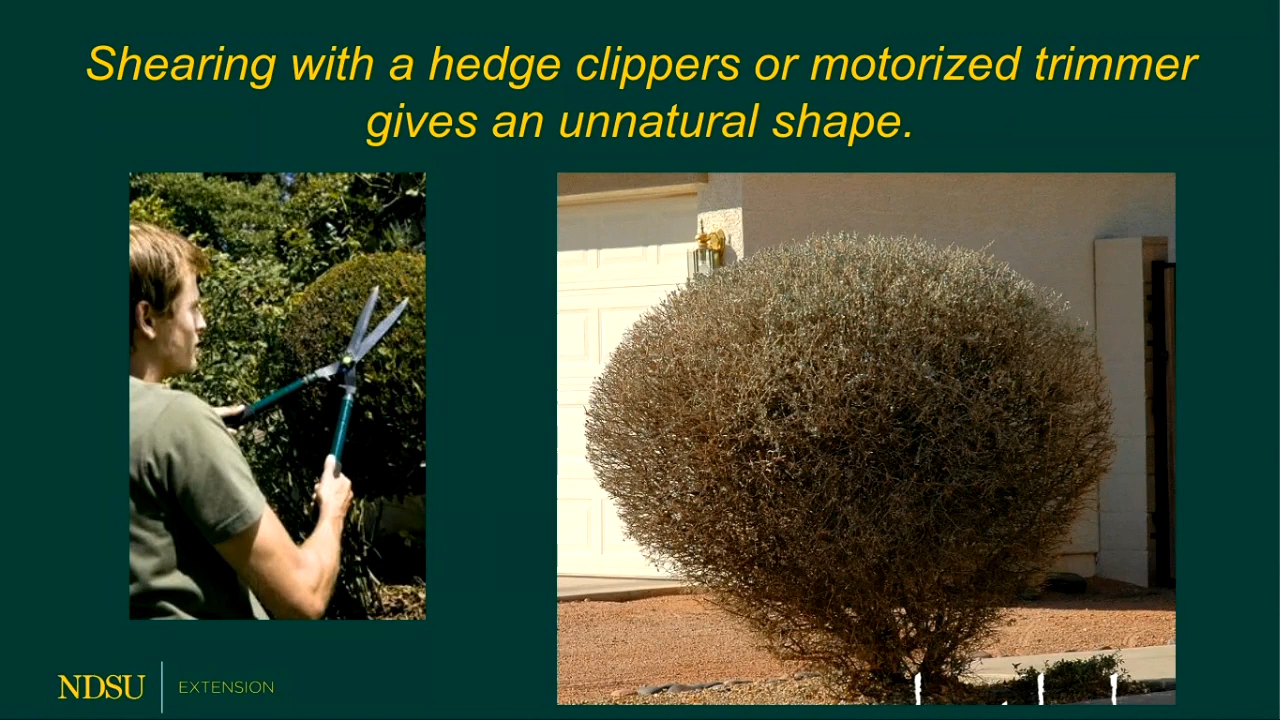 Shearing with a hedge clippers or motorized trimmer
gives an unnatural shape.
NDSU EXTENSION